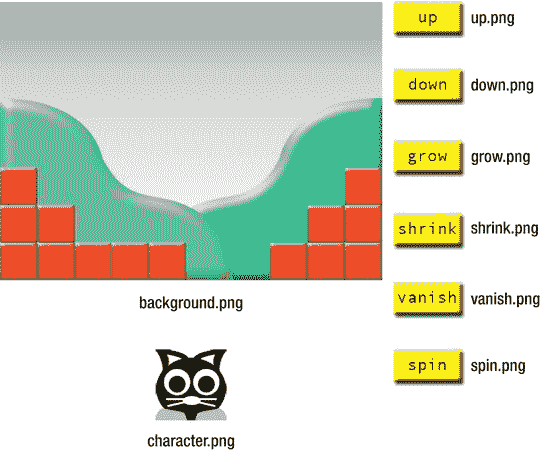 up up.png
down down.png
grow grow.png
shrink shrink.png
vanish vanish.png
background.png
spin spin.png
character.png